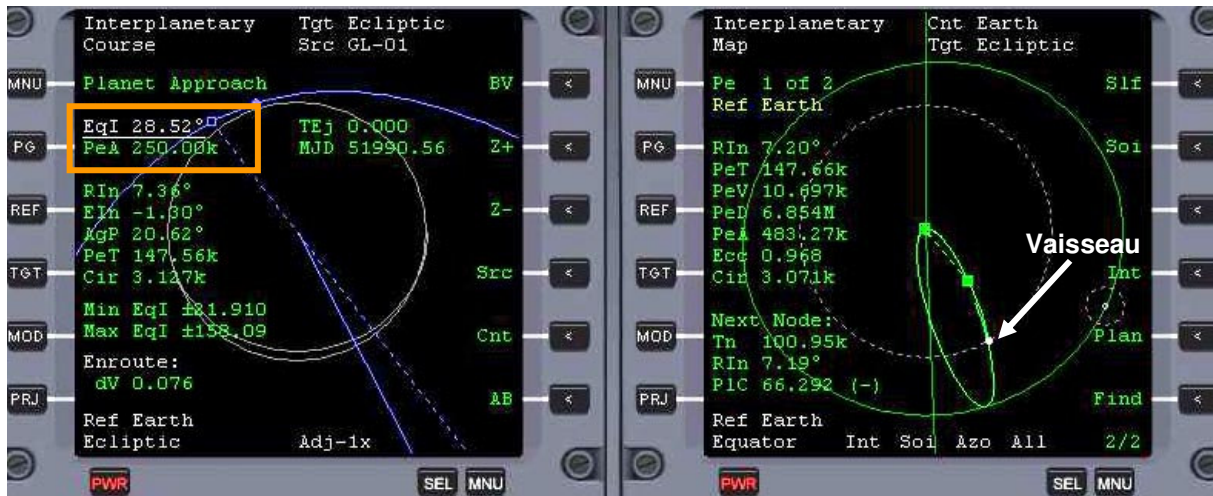 Interplanetary Tgt Ecliptic
Course Src GL-01
MNU Planet Approach BV <
EqI 28.52° TEj 0.000
PG PeA 250.00k MJD 51990.56 Z+ <
RIn 7.36°
REF EIn -1.30° Z- <
AgP 20.62°
PeT 147.56k
TGT Cir 3.127k Src <
Min EqI ±21.910
MOD Max EqI ±158.09 Cnt <
Enroute:
dV 0.076
PRJ AB <
Ref Earth
Ecliptic Adj-1x
PWR SEL MNU
Interplanetary Cnt Earth
Map Tgt Ecliptic
MNU Pe 1 of 2 Slf <
Ref Earth
PG RIn 7.20° Soi <
PeT 147.66k
PeV 10.697k
REF PeD 6.854M <
PeA 483.27k
Vaisseau
Ecc 0.968
TGT Cir 3.071k Int <
Next Node:
MOD Tn 100.95k Plan <
RIn 7.19°
PlC 66.292 (-)
PRJ Find <
Ref Earth
Equator Int Soi Azo All 2/2
PWR SEL MNU